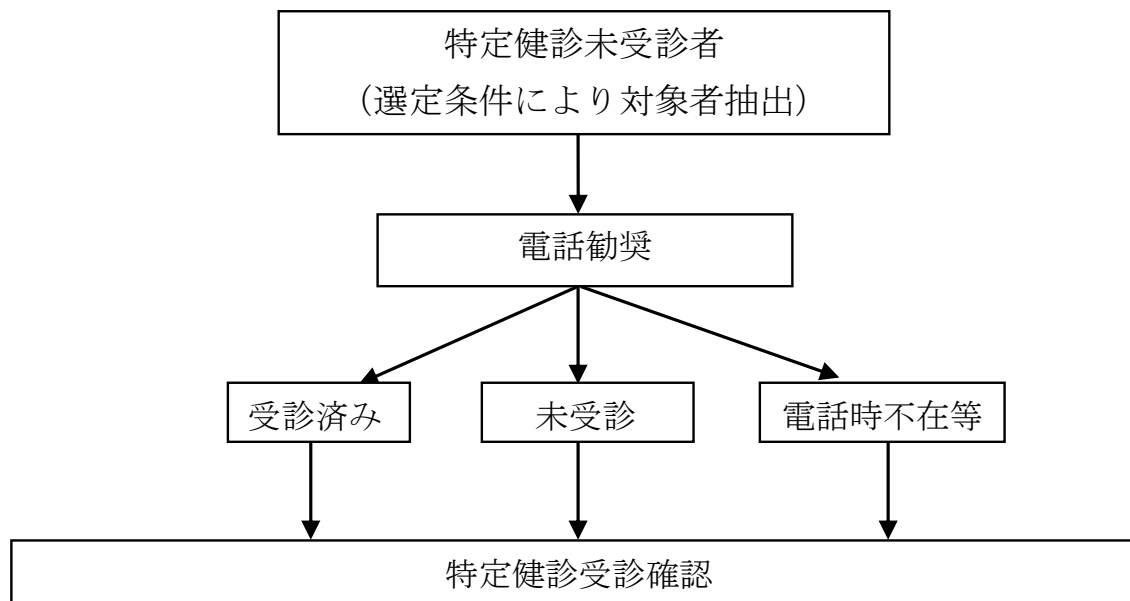 特定健診未受診者
(選定条件により対象者抽出)
電話勧奨
受診済み
未受診
電話時不在等
特定健診受診確認